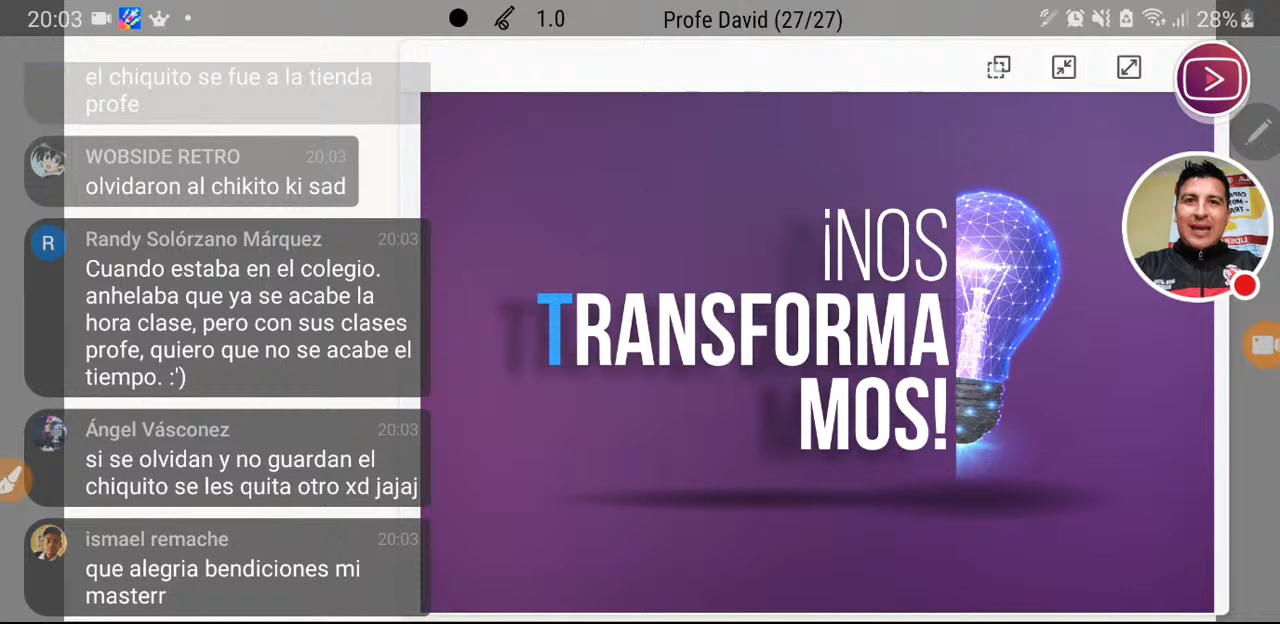 20:03
1.0
Profe David (27/27)
28%
el chiquito se fue a la tienda
profe
WOBSIDE RETRO 20:03
olvidaron al chikito ki sad
R
Randy Solórzano Márquez 20:03
Cuando estaba en el colegio.
anhelaba que ya se acabe la
hora clase, pero con sus clases
profe, quiero que no se acabe el
tiempo. :')
Ángel Vásconez 20:03
si se olvidan y no guardan el
chiquito se les quita otro xd jajaj
ismael remache 20:03
que alegria bendiciones mi
masterr
¡NOS
TRANSFORMA
MOS!